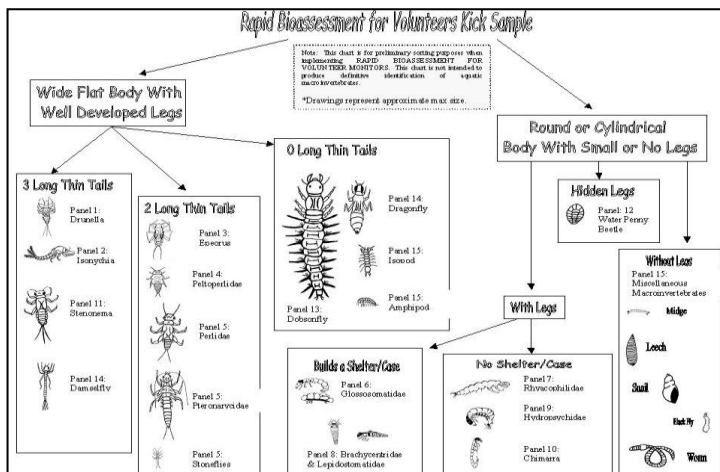 Rapid Bioassessment for Volunteers Kick Sample
Note: This chart is for preliminary sorting purposes when
implementing RAPID BIOASSESSMENT FOR
VOLUNTEER MONITORS. This chart is not intended to
produce definitive identification of aquatic
macroinvertebrates.
*Drawings represent approximate max size.
Wide Flat Body With
Well Developed Legs
3 Long Thin Tails
Panel 1:
Drunella
Panel 2:
Isonychia
Panel 11:
Stenonema
Panel 14:
Damselfly
2 Long Thin Tails
Panel 3:
Epeorus
Panel 4:
Peltoperlidae
Panel 5:
Perlidae
Panel 5:
Pteronarcidae
Panel 5:
Stoneflies
0 Long Thin Tails
Panel 14:
Dragonfly
Panel 15:
Isopod
Panel 15:
Amphipod
Panel 13:
Dobsonfly
Round or Cylindrical
Body With Small or No Legs
Hidden Legs
Panel: 12
Water Penny
Beetle
With Legs
Builds a Shelter/Case
Panel 6:
Glossosomatidae
Panel 8: Brachycentridae
& Lepidostomatidae
No Shelter/Case
Panel 7:
Rhyacophilidae
Panel 9:
Hydropsychidae
Panel 10:
Chimarra
Without Legs
Panel 15:
Miscellaneous
Macroinvertebrates
Midge
Leech
Snail
Black Fly
Worm